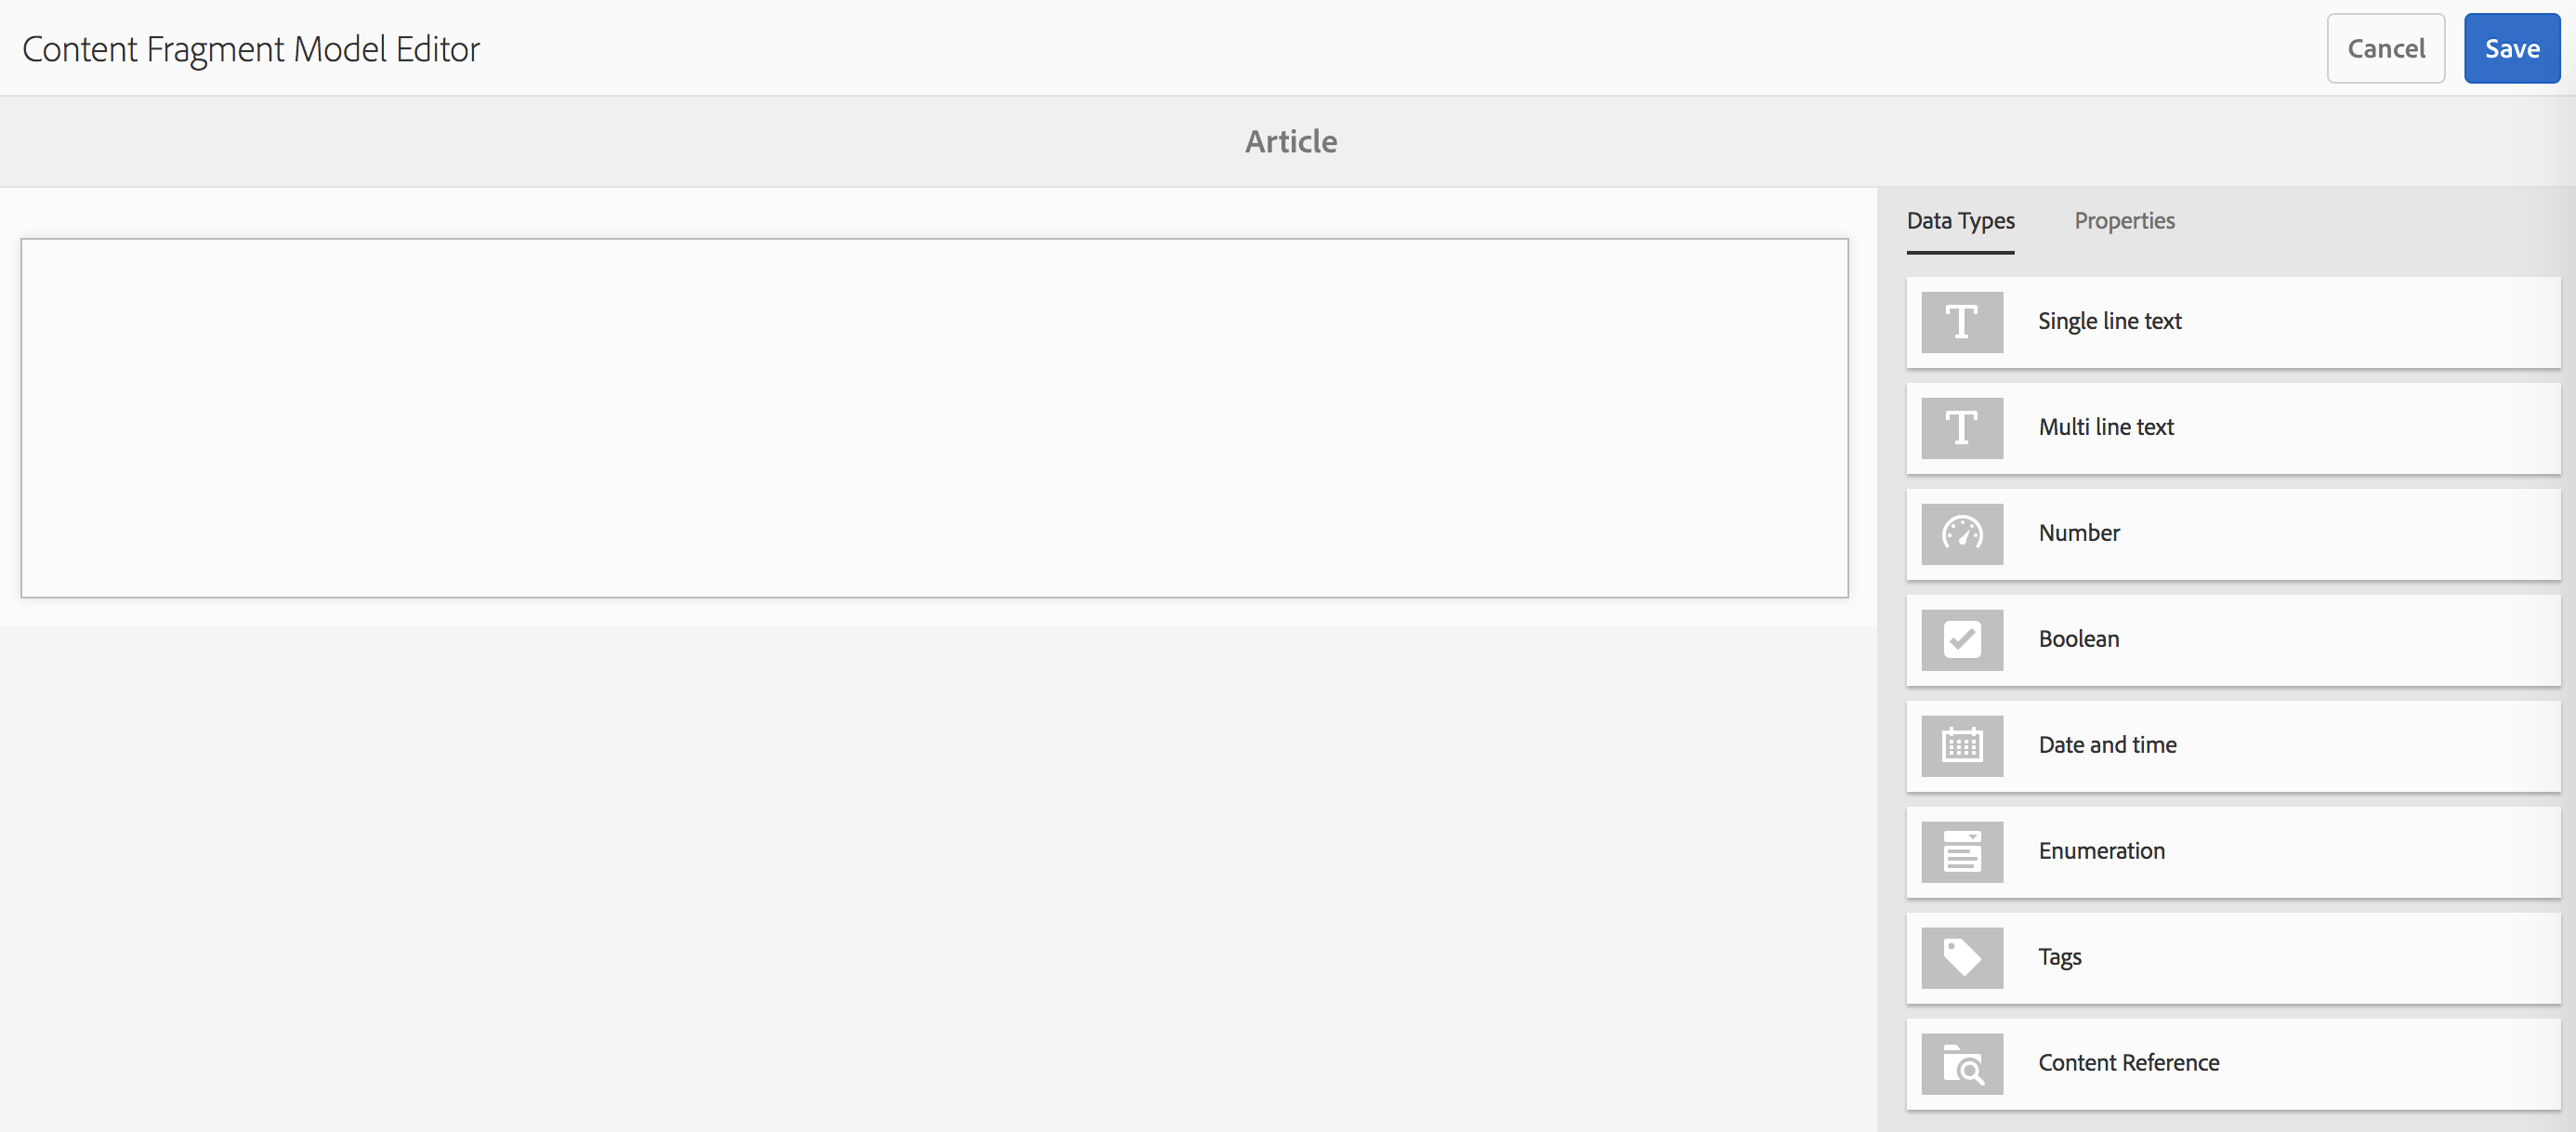 Content Fragment Model Editor
Cancel
Save
Article
Data Types
Properties
Single line text
Multi line text
Number
Boolean
Date and time
Enumeration
Tags
Content Reference